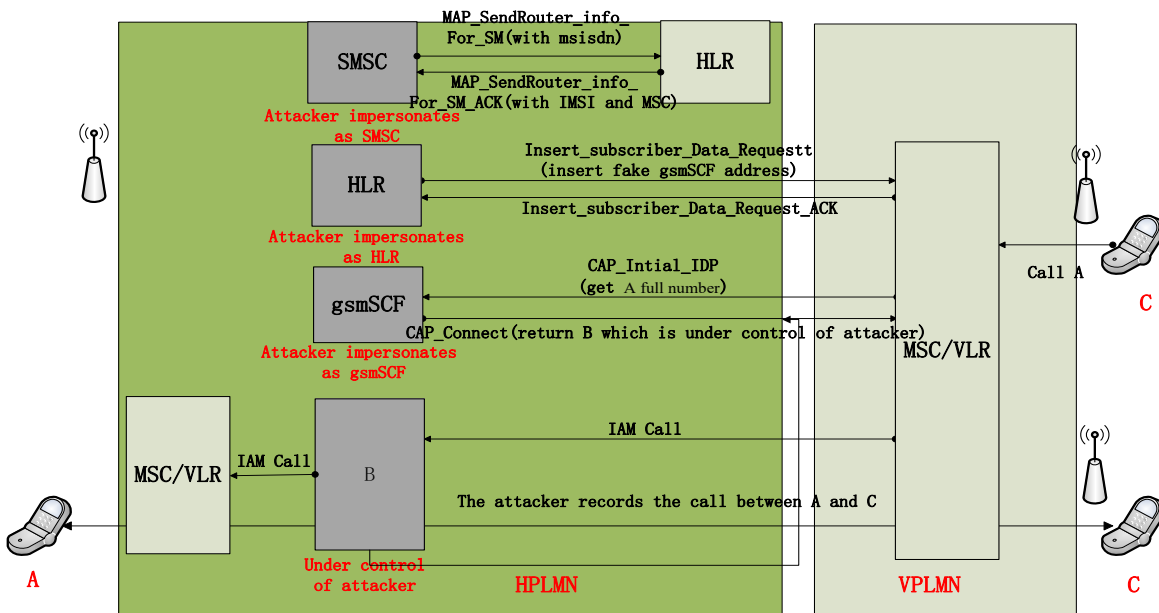 MAP_SendRouter_info_
For_SM(with msisdn)
SMSC
HLR
MAP_SendRouter_info_
For_SM_ACK(with IMSI and MSC)
Attacker impersonates
as SMSC
Insert_subscriber_Data_Requestt
(insert fake gsmSCF address)
HLR
Insert_subscriber_Data_Request_ACK
Attacker impersonates
as HLR
CAP_Intial_IDP
(get A full number)
Call A
C
gsmSCF
CAP_Connect(return B which is under control of attacker)
Attacker impersonates
as gsmSCF
MSC/VLR
IAM Call
IAM Call
MSC/VLR
B
The attacker records the call between A and C
Under control
of attacker
A
HPLMN
VPLMN
C